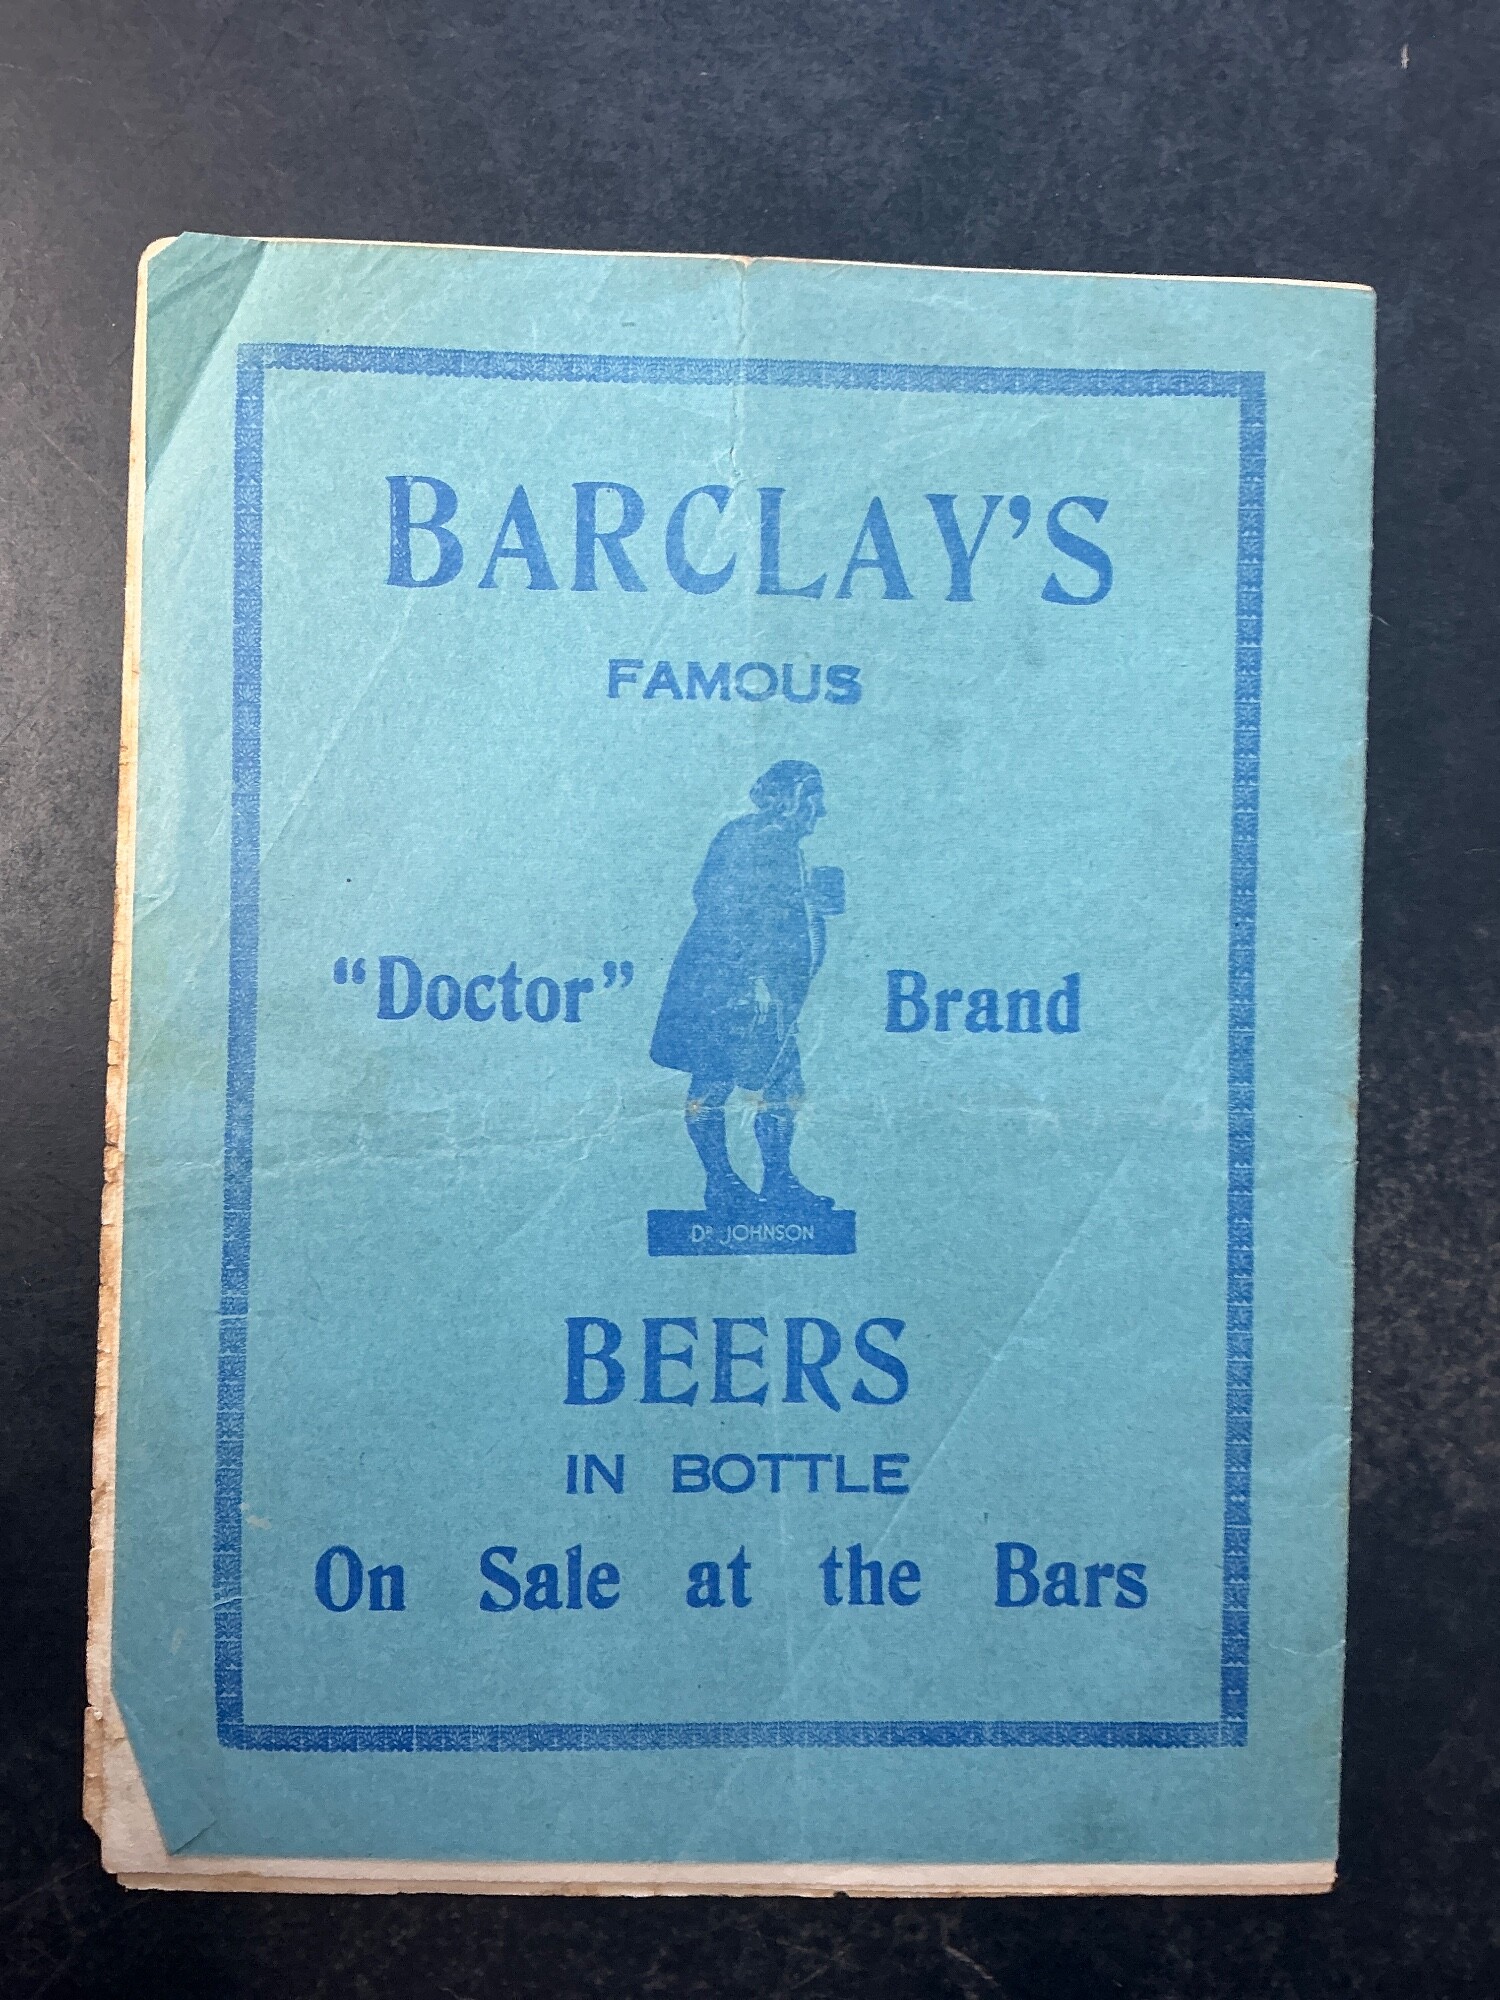 BARCLAY'S
FAMOUS
"Doctor" Brand
DR JOHNSON
BEERS
IN BOTTLE
On Sale at the Bars